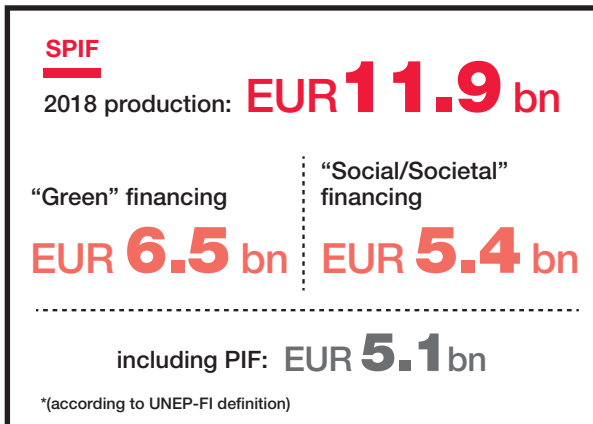 SPIF
2018 production: EUR 11.9 bn
“Green” financing
EUR 6.5 bn
“Social/Societal”
financing
EUR 5.4 bn
including PIF: EUR 5.1 bn
*(according to UNEP-FI definition)